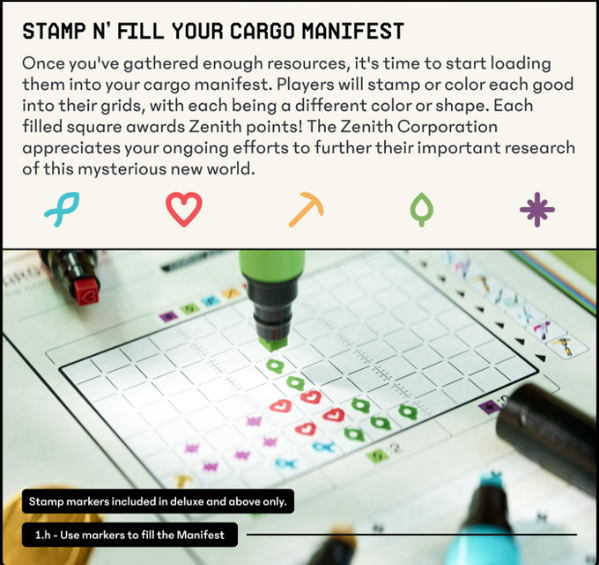 STAMP N' FILL YOUR CARGO MANIFEST
Once you've gathered enough resources, it's time to start loading
them into your cargo manifest. Players will stamp or color each good
into their grids, with each being a different color or shape. Each
filled square awards Zenith points! The Zenith Corporation
appreciates your ongoing efforts to further their important research
of this mysterious new world.
Stamp markers included in deluxe and above only.
1.h - Use markers to fill the Manifest